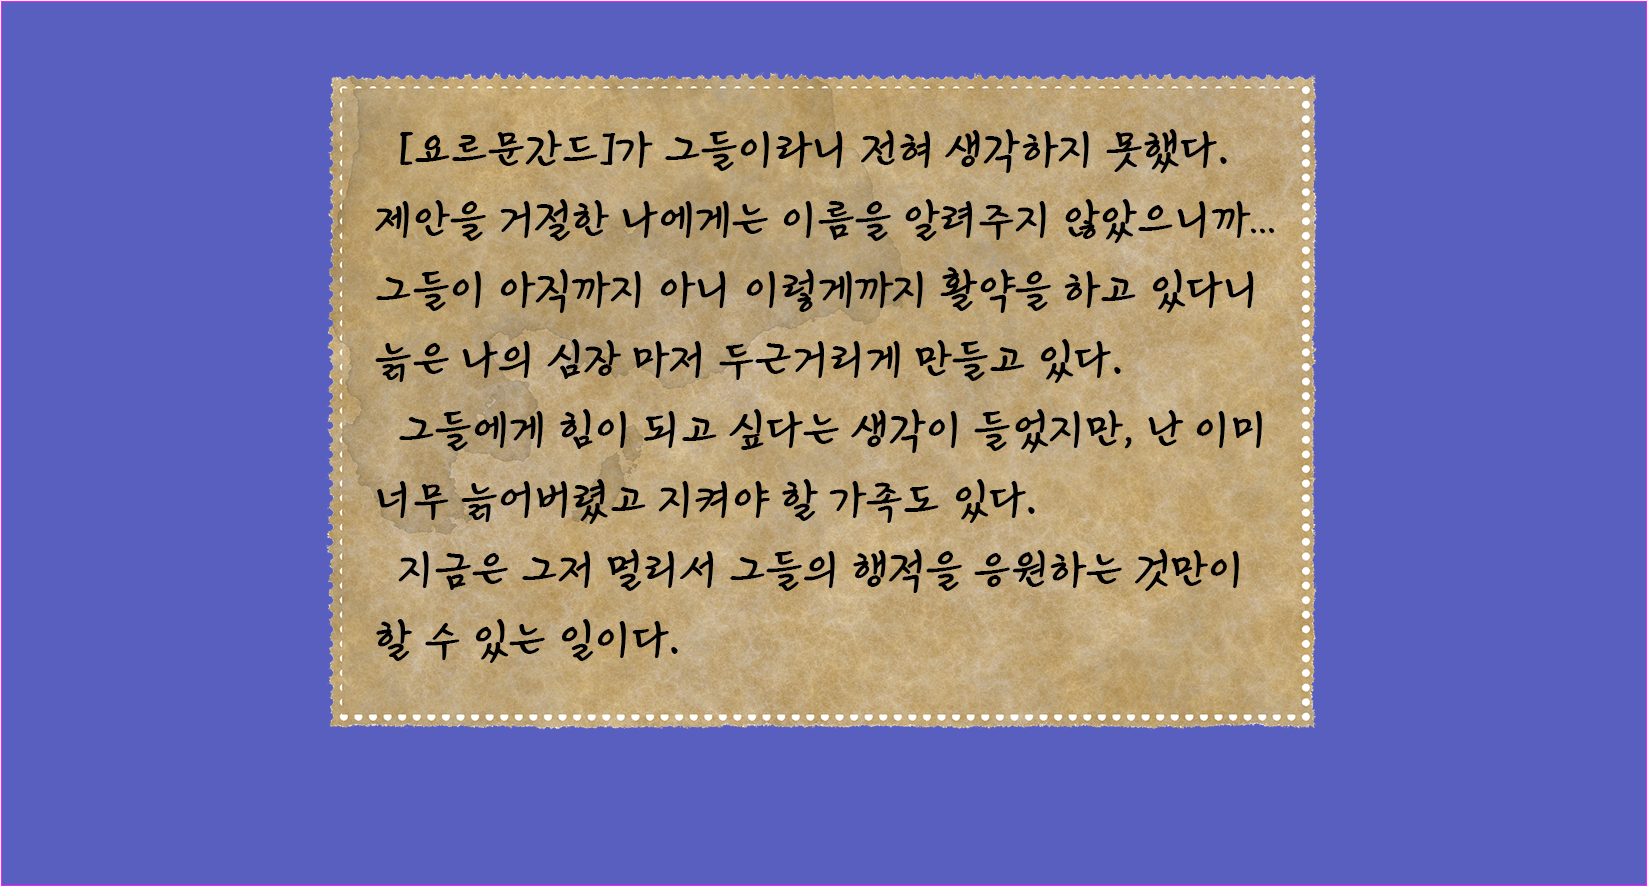 [요르문간드]가 그들이라니 전혀 생각하지 못했다.
제안을 거절한 나에게는 이름을 알려주지 않았으니까...
그들이 아직까지 아니 이렇게까지 활약을 하고 있다니
늙은 나의 심장 마저 두근거리게 만들고 있다.
그들에게 힘이 되고 싶다는 생각이 들었지만, 난 이미
너무 늙어버렸고 지켜야 할 가족도 있다.
지금은 그저 멀리서 그들의 행적을 응원하는 것만이
할 수 있는 일이다.